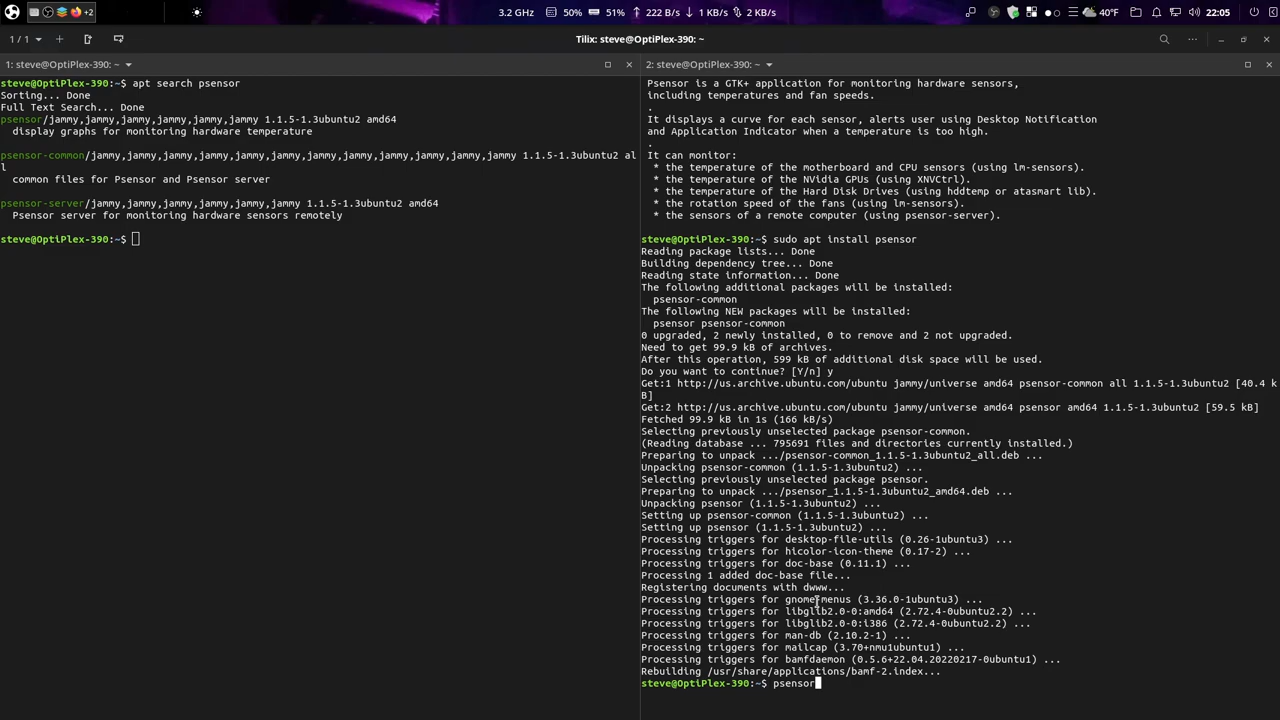 +2
3.2 GHz 50% 51% 222 B/s 1 KB/s 2 KB/s
40°F 22:05
1 / 1
Tilix: steve@OptiPlex-390: ~
1: steve@OptiPlex-390: ~
steve@OptiPlex-390:~$ apt search psensor
Sorting... Done
Full Text Search... Done
psensor/jammy,jammy,jammy,jammy,jammy 1.1.5-1.3ubuntu2 amd64
display graphs for monitoring hardware temperature
psensor-common/jammy,jammy,jammy,jammy,jammy,jammy,jammy,jammy,jammy,jammy,jammy,jammy 1.1.5-1.3ubuntu2 al
l
common files for Psensor and Psensor server
psensor-server/jammy,jammy,jammy,jammy,jammy,jammy 1.1.5-1.3ubuntu2 amd64
Psensor server for monitoring hardware sensors remotely
steve@OptiPlex-390:~$
2: steve@OptiPlex-390: ~
Psensor is a GTK+ application for monitoring hardware sensors,
including temperatures and fan speeds.
.
It displays a curve for each sensor, alerts user using Desktop Notification
and Application Indicator when a temperature is too high.
.
It can monitor:
* the temperature of the motherboard and CPU sensors (using lm-sensors).
* the temperature of the NVidia GPUs (using XNVCtrl).
* the temperature of the Hard Disk Drives (using hddtemp or atasmart lib).
* the rotation speed of the fans (using lm-sensors).
* the sensors of a remote computer (using psensor-server).
steve@OptiPlex-390:~$ sudo apt install psensor
Reading package lists... Done
Building dependency tree... Done
Reading state information... Done
The following additional packages will be installed:
psensor-common
The following NEW packages will be installed:
psensor psensor-common
0 upgraded, 2 newly installed, 0 to remove and 2 not upgraded.
Need to get 99.9 kB of archives.
After this operation, 599 kB of additional disk space will be used.
Do you want to continue? [Y/n] y
Get:1 http://us.archive.ubuntu.com/ubuntu jammy/universe amd64 psensor-common all 1.1.5-1.3ubuntu2 [40.4 k
B]
Get:2 http://us.archive.ubuntu.com/ubuntu jammy/universe amd64 psensor amd64 1.1.5-1.3ubuntu2 [59.5 kB]
Fetched 99.9 kB in 1s (166 kB/s)
Selecting previously unselected package psensor-common.
(Reading database ... 795691 files and directories currently installed.)
Preparing to unpack .../psensor-common_1.1.5-1.3ubuntu2_all.deb ...
Unpacking psensor-common (1.1.5-1.3ubuntu2) ...
Selecting previously unselected package psensor.
Preparing to unpack .../psensor_1.1.5-1.3ubuntu2_amd64.deb ...
Unpacking psensor (1.1.5-1.3ubuntu2) ...
Setting up psensor-common (1.1.5-1.3ubuntu2) ...
Setting up psensor (1.1.5-1.3ubuntu2) ...
Processing triggers for desktop-file-utils (0.26-1ubuntu3) ...
Processing triggers for hicolor-icon-theme (0.17-2) ...
Processing triggers for doc-base (0.11.1) ...
Processing 1 added doc-base file...
Registering documents with dwww...
Processing triggers for gnome-menus (3.36.0-1ubuntu3) ...
Processing triggers for libglib2.0-0:amd64 (2.72.4-0ubuntu2.2) ...
Processing triggers for libglib2.0-0:i386 (2.72.4-0ubuntu2.2) ...
Processing triggers for man-db (2.10.2-1) ...
Processing triggers for mailcap (3.70+nmu1ubuntu1) ...
Processing triggers for bamfdaemon (0.5.6+22.04.20220217-0ubuntu1) ...
Rebuilding /usr/share/applications/bamf-2.index...
steve@OptiPlex-390:~$ psensor